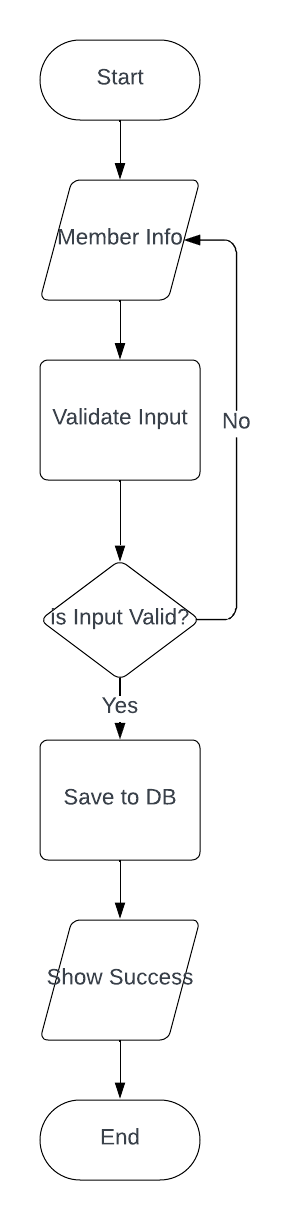 Start
Member Info
Validate Input
No
is Input Valid?
Yes
Save to DB
Show Success
End